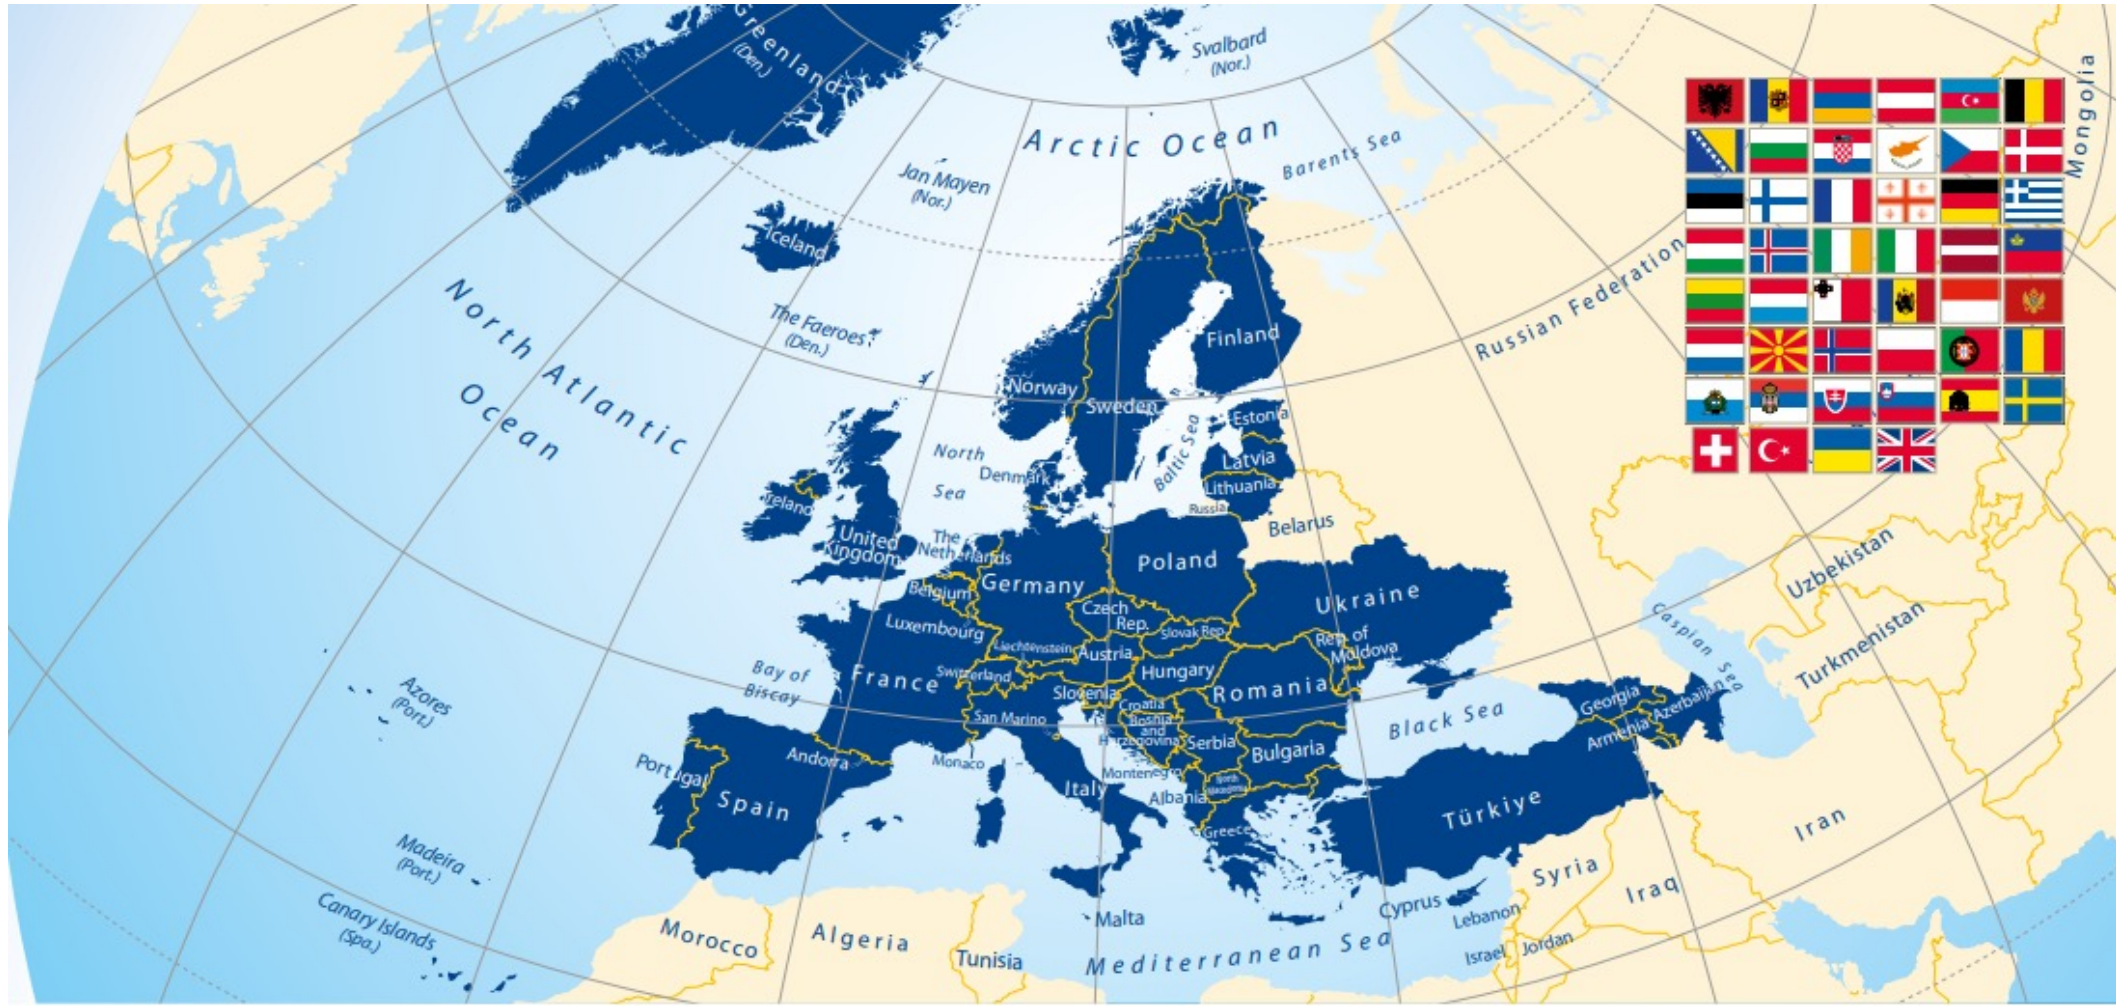 Greenland
(Den.)
Svalbard
(Nor.)
Arctic Ocean
Barents Sea
Mongolia
Jan Mayen
(Nor.)
Iceland
Russian Federation
North Atlantic
Ocean
The Faeroes
(Den.)
Finland
Norway
Sweden
Estonia
Baltic Sea
Latvia
Lithuania
Russia
Belarus
North
Sea
Denmark
Ireland
United
Kingdom
The
Netherlands
Poland
Germany
Belgium
Ukraine
Czech
Rep.
Luxembourg
Slovak Rep.
Liechtenstein
Austria
Rep. of
Moldova
Bay of
Biscay
France
Switzerland
Hungary
Romania
Slovenia
Croatia
San Marino
Bosnia
and
Herzegovina
Serbia
Bulgaria
Black Sea
Georgia
Azerbaijan
Armenia
Caspian Sea
Uzbekistan
Turkmenistan
Azores
(Port.)
Andorra
Monaco
Montenegro
North
Macedonia
Portugal
Spain
Italy
Albania
Greece
Türkiye
Iran
Madeira
(Port.)
Syria
Iraq
Canary Islands
(Spa.)
Malta
Cyprus
Lebanon
Morocco
Algeria
Tunisia
Mediterranean Sea
Israel
Jordan